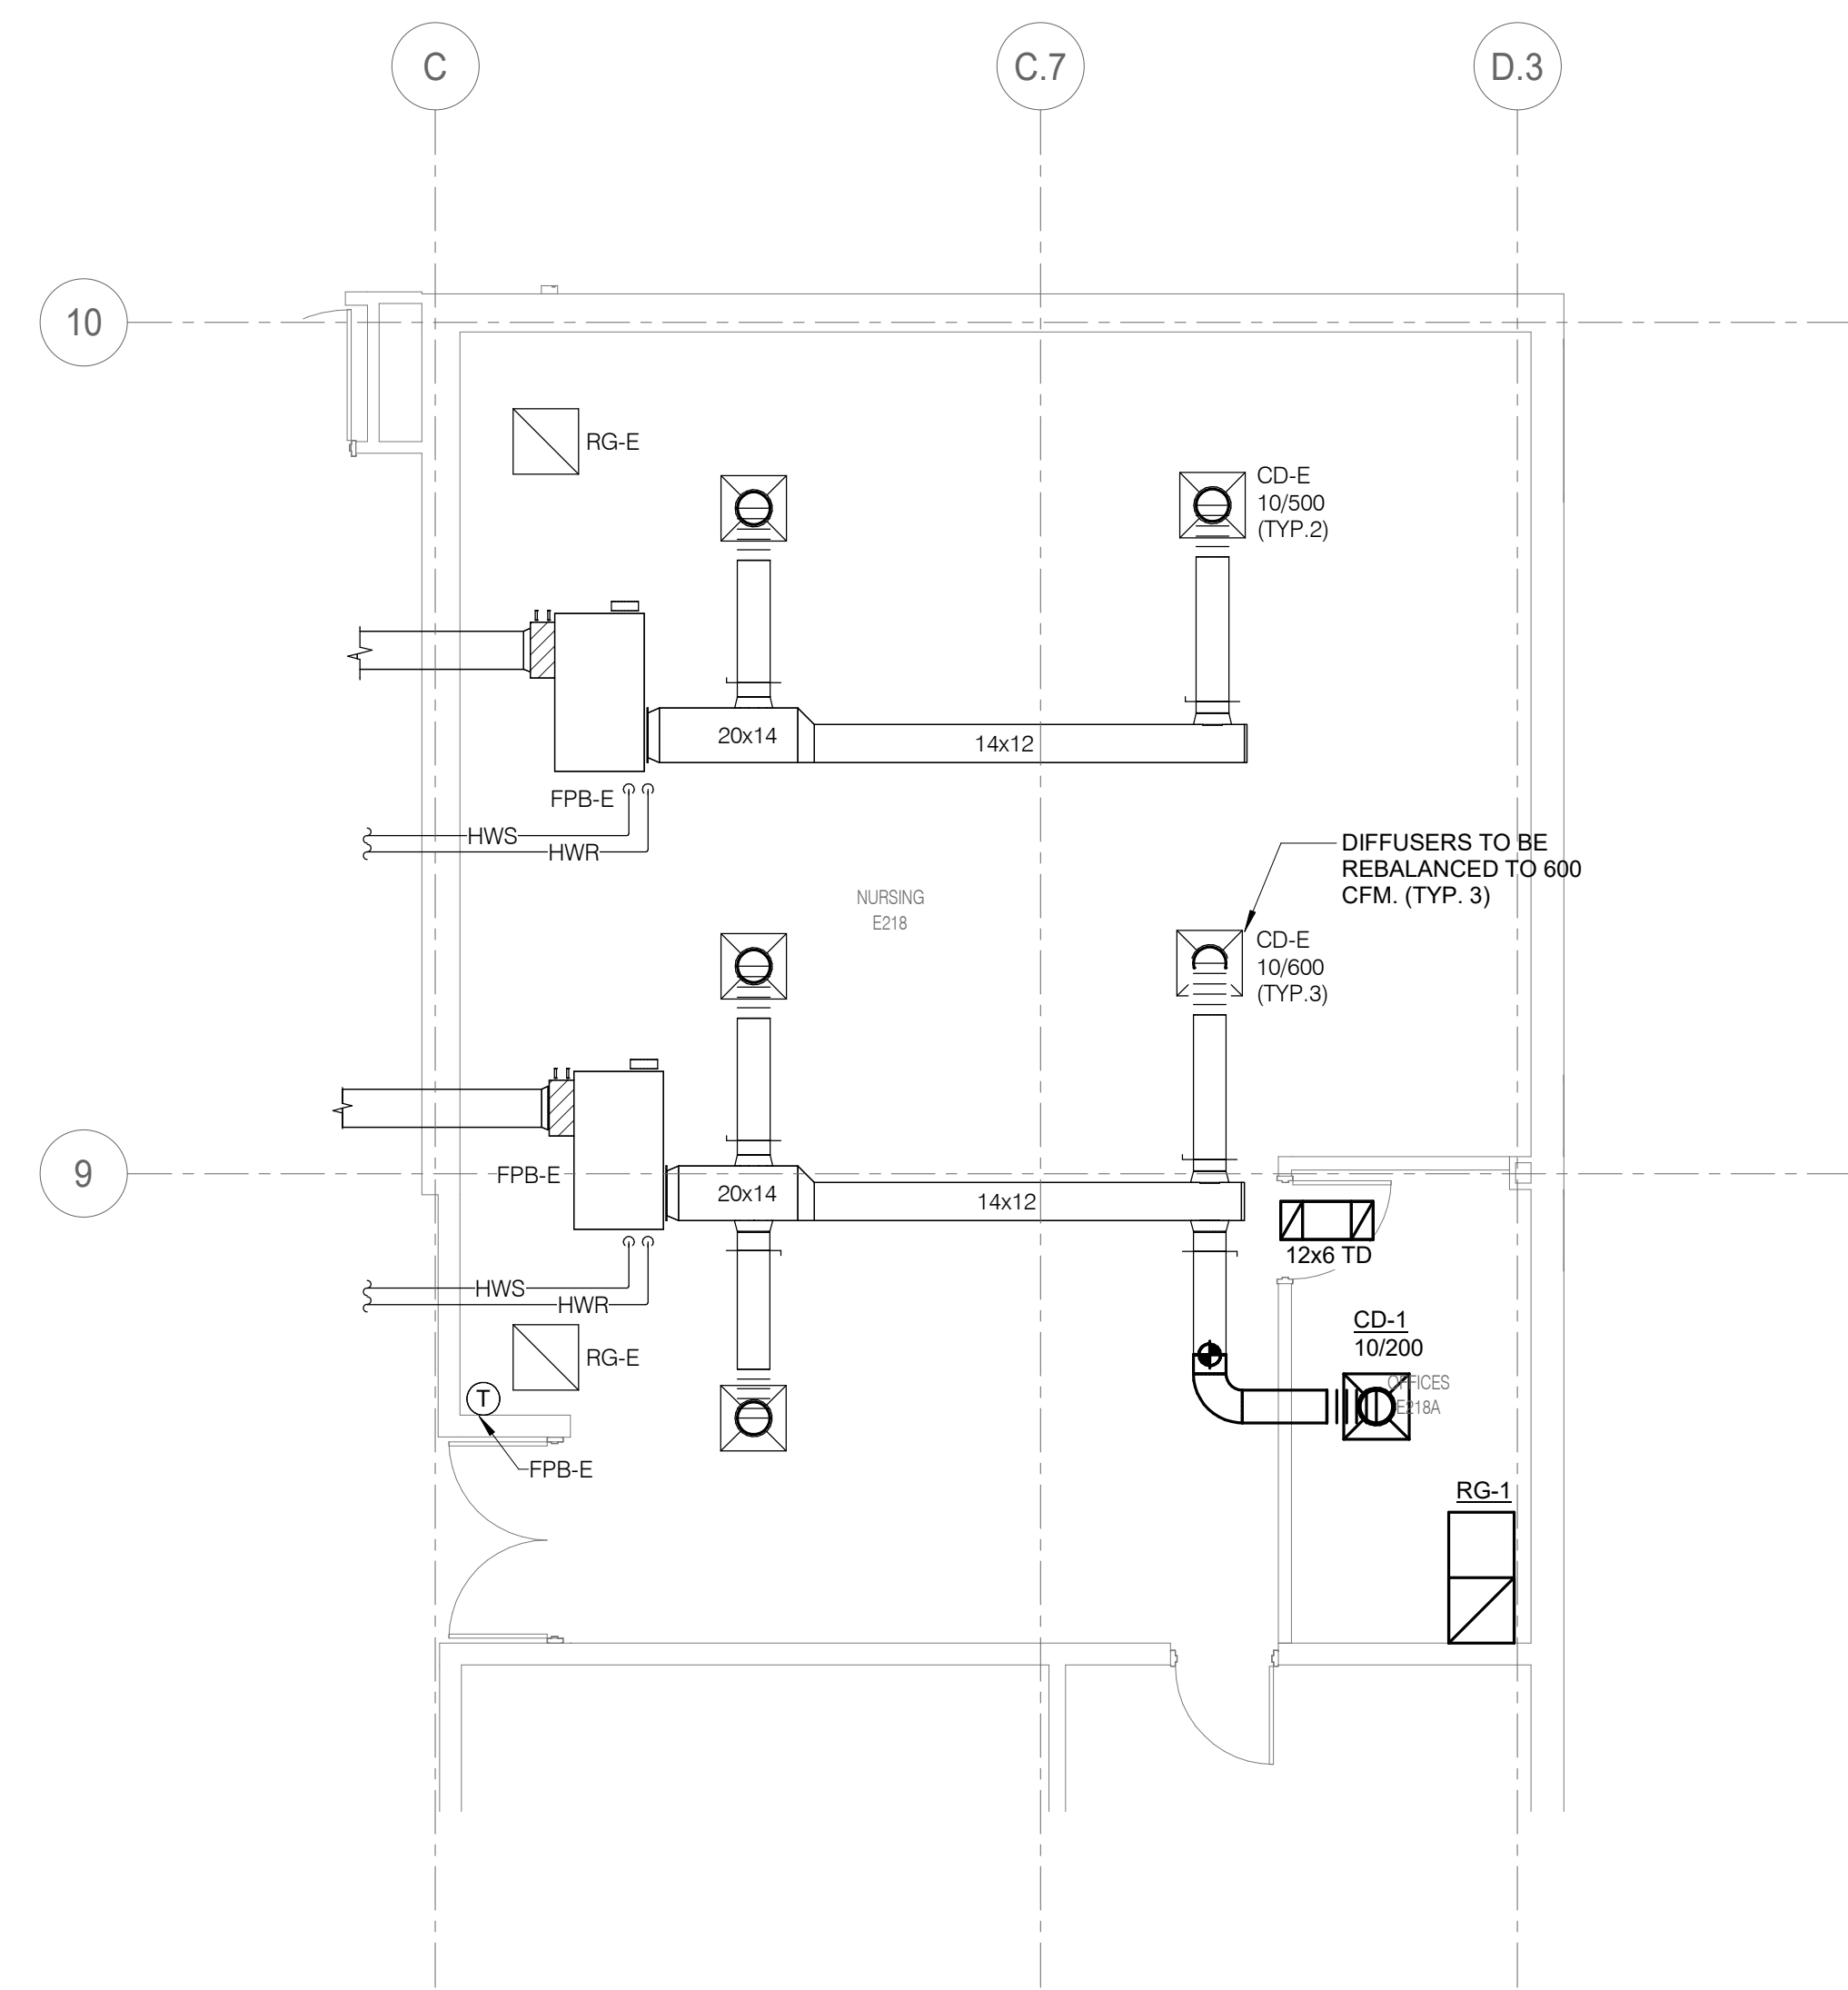 C
C.7
D.3
10
RG-E
CD-E
10/500
(TYP.2)
20x14
14x12
FPB-E
HWS
HWR
DIFFUSERS TO BE
REBALANCED TO 600
CFM. (TYP. 3)
NURSING
E218
CD-E
10/600
(TYP.3)
9
FPB-E
20x14
14x12
12x6 TD
HWS
HWR
CD-1
10/200
RG-E
OFFICES
E218A
T
FPB-E
RG-1